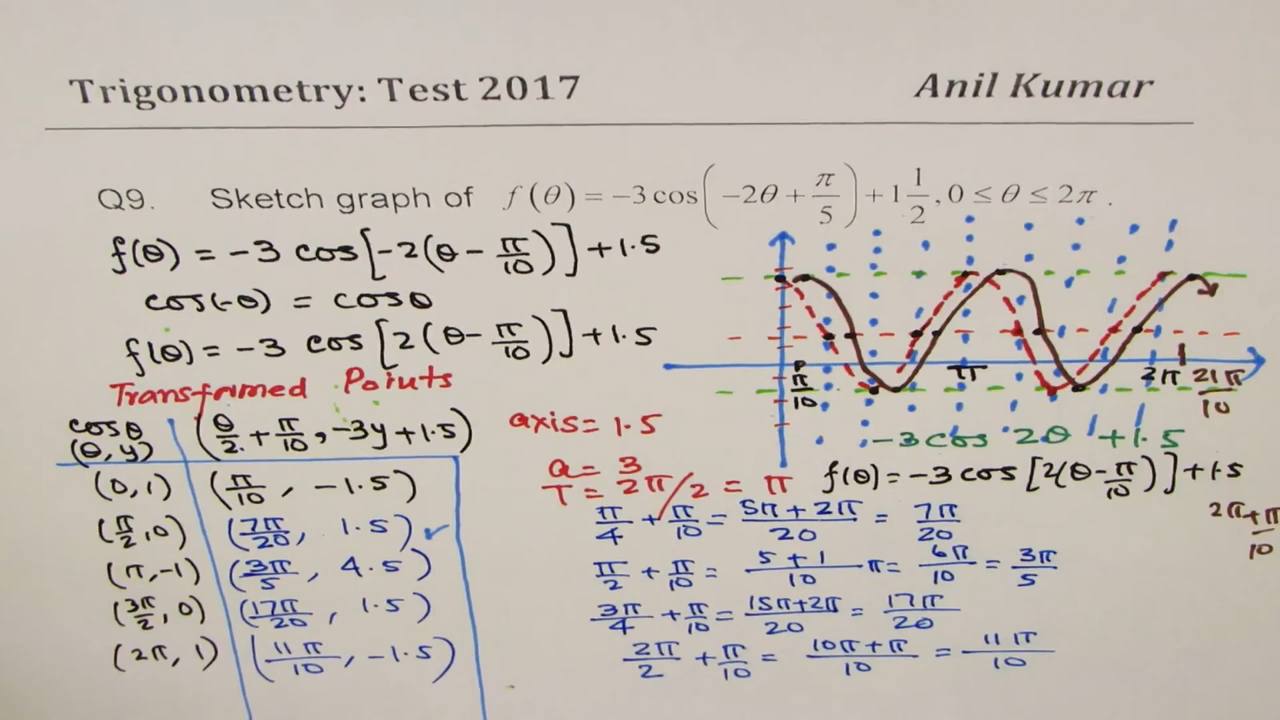 Trigonometry: Test 2017 Anil Kumar
Q9. Sketch graph of f(θ) = −3 cos(−2θ + π/5) + 1 1/2, 0 ≤ θ ≤ 2π.
f(θ) = −3 cos[−2(θ − π/10)] + 1.5
cos(−θ) = cosθ
f(θ) = −3 cos[2(θ − π/10)] + 1.5
Transformed Points
cosθ
(θ, y) (θ/2 + π/10, −3y + 1.5)
(0, 1) (π/10, −1.5)
(π/2, 0) (7π/20, 1.5) ✓
(π, −1) (3π/5, 4.5)
(3π/2, 0) (17π/20, 1.5)
(2π, 1) (11π/10, −1.5)
axis = 1.5
a = 3
T = 2π/2 = π
π/10 π 2π 21π/10
−3 cos 2θ + 1.5
f(θ) = −3 cos[2(θ − π/10)] + 1.5
2π + π/10
π/4 + π/10 = 5π + 2π/20 = 7π/20
π/2 + π/10 = 5 + 1/10 π = 6π/10 = 3π/5
3π/4 + π/10 = 15π + 2π/20 = 17π/20
2π/2 + π/10 = 10π + π/10 = 11π/10